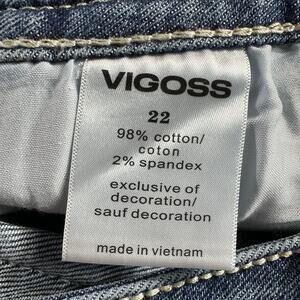 VIGOSS
22
98% cotton/
coton
2% spandex
exclusive of
decoration/
sauf decoration
made in vietnam